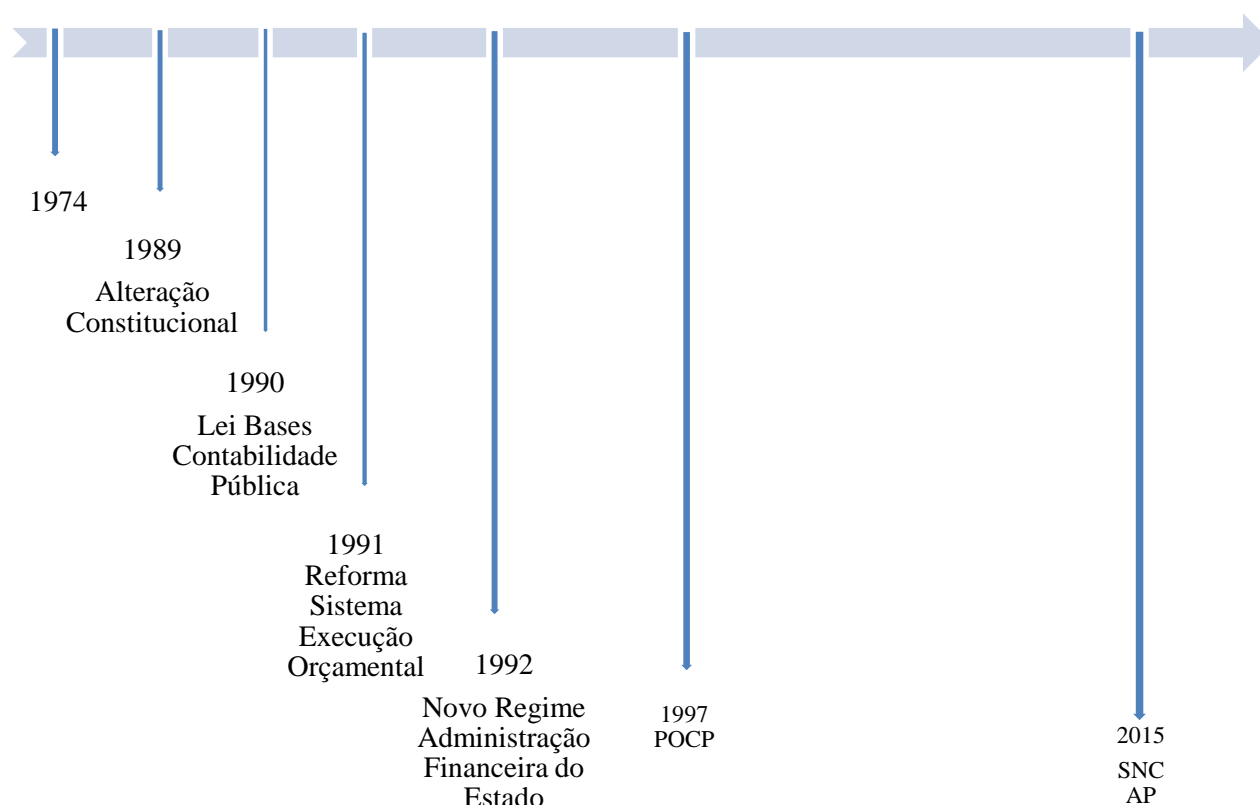 1974
1989
Alteração
Constitucional
1990
Lei Bases
Contabilidade
Pública
1991
Reforma
Sistema
Execução
Orçamental
1992
Novo Regime
Administração
Financeira do
Estado
1997
POCP
2015
SNC
AP